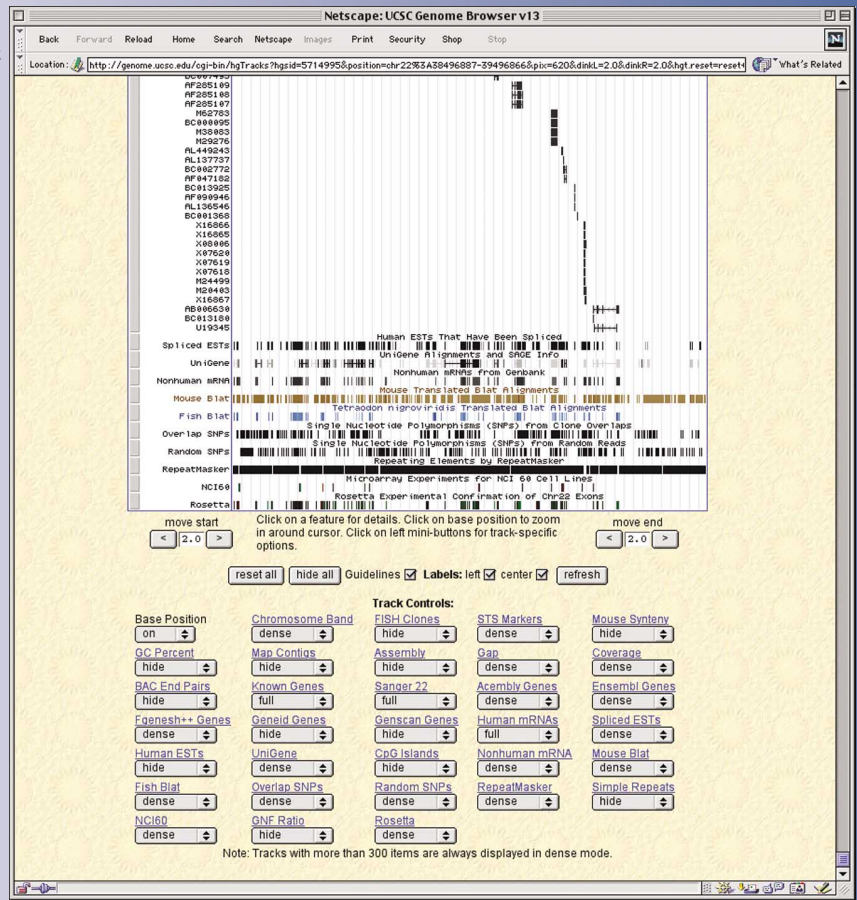 Netscape: UCSC Genome Browser v13
Back Forward Reload Home Search Netscape Images Print Security Shop Stop
Location: http://genome.ucsc.edu/cgi-bin/hgTracks?hgsid=5714995&position=chr22%3A38496887-39496866&pix=620&dinkL=2.0&dinkR=2.0&hgt.reset=reset+ What's Related
BC007495
AF285109
AF285108
AF285107
M62783
BC000095
M38083
M29276
AL449243
AL137737
BC002772
AF047182
BC013925
AF090946
AL136546
BC001368
X16866
X16865
X08006
X07620
X07619
X07618
M24499
M20403
X16867
AB006630
BC013180
U19345
Human ESTs That Have Been Spliced
Spliced ESTs
UniGene Alignments and SAGE Info
UniGene
Nonhuman mRNAs from Genbank
Nonhuman mRNA
Mouse Translated Blat Alignments
Mouse Blat
Tetraodon nigroviridis Translated Blat Alignments
Fish Blat
Single Nucleotide Polymorphisms (SNPs) from Clone Overlaps
Overlap SNPs
Single Nucleotide Polymorphisms (SNPs) from Random Reads
Random SNPs
Repeating Elements by RepeatMasker
RepeatMasker
Microarray Experiments for NCI 60 Cell Lines
NCI60
Rosetta Experimental Confirmation of Chr22 Exons
Rosetta
move start
< 2.0 >
Click on a feature for details. Click on base position to zoom
in around cursor. Click on left mini-buttons for track-specific
options.
move end
< 2.0 >
reset all hide all Guidelines Labels: left center refresh
Track Controls:
Base Position Chromosome Band FISH Clones STS Markers Mouse Synteny
on dense hide dense hide
GC Percent Map Contigs Assembly Gap Coverage
hide hide hide dense dense
BAC End Pairs Known Genes Sanger 22 Acembly Genes Ensembl Genes
hide full full dense dense
Fgenesh++ Genes Geneid Genes Genscan Genes Human mRNAs Spliced ESTs
dense hide hide full dense
Human ESTs UniGene CpG Islands Nonhuman mRNA Mouse Blat
hide dense hide dense dense
Fish Blat Overlap SNPs Random SNPs RepeatMasker Simple Repeats
dense dense dense dense hide
NCI60 GNF Ratio Rosetta
dense hide dense
Note: Tracks with more than 300 items are always displayed in dense mode.